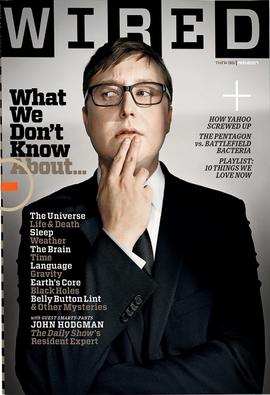 WIRED
THINK BIG
What
We
Don't
Know
About...
HOW YAHOO
SCREWED UP
THE PENTAGON
vs. BATTLEFIELD
BACTERIA
PLAYLIST:
10 THINGS WE
LOVE NOW
The Universe
Life & Death
Sleep
Weather
The Brain
Time
Language
Gravity
Earth's Core
Black Holes
Belly Button Lint
& Other Mysteries
with GUEST SMARTY-PANTS
JOHN HODGMAN
The Daily Show's
Resident Expert